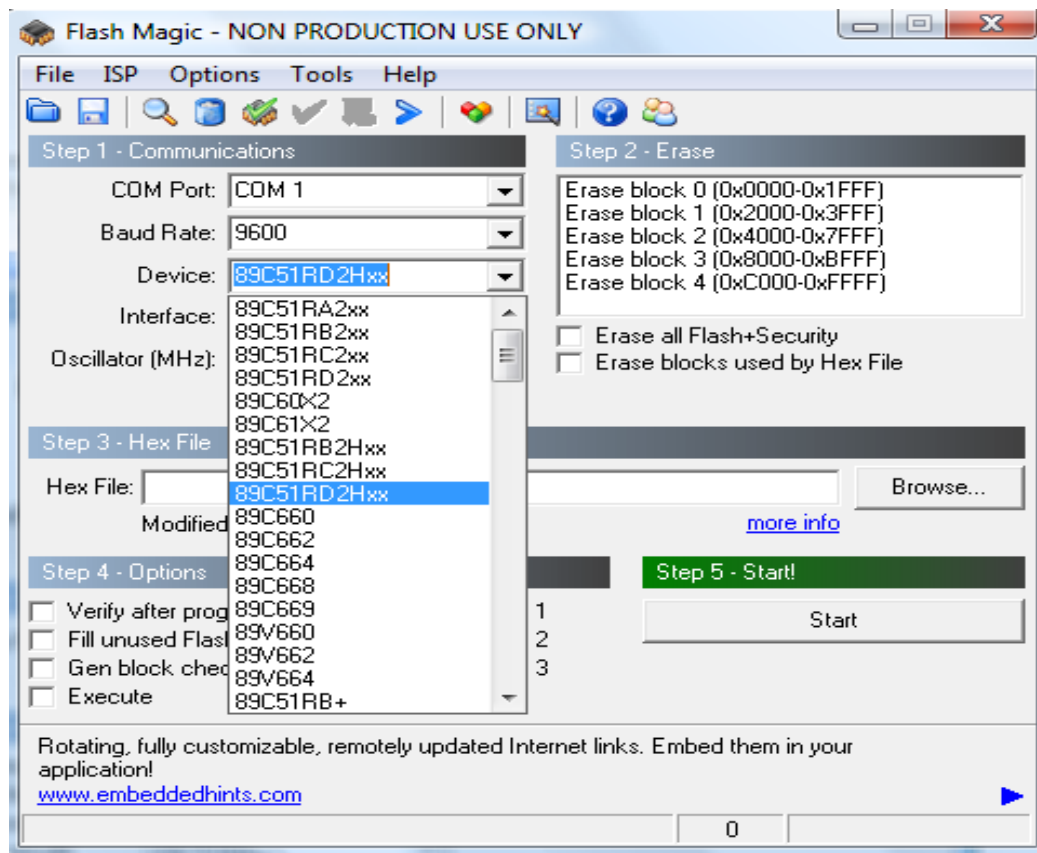 Flash Magic - NON PRODUCTION USE ONLY
File ISP Options Tools Help
Step 1 - Communications
COM Port: COM 1
Baud Rate: 9600
Device: 89C51RD2Hxx
Interface:
Oscillator (MHz):
89C51RA2xx
89C51RB2xx
89C51RC2xx
89C51RD2xx
89C60X2
89C61X2
89C51RB2Hxx
89C51RC2Hxx
89C51RD2Hxx
89C660
89C662
89C664
89C668
89C669
89V660
89V662
89V664
89C51RB+
Step 2 - Erase
Erase block 0 (0x0000-0x1FFF)
Erase block 1 (0x2000-0x3FFF)
Erase block 2 (0x4000-0x7FFF)
Erase block 3 (0x8000-0xBFFF)
Erase block 4 (0xC000-0xFFFF)
Erase all Flash+Security
Erase blocks used by Hex File
Step 3 - Hex File
Hex File:
Browse...
Modified
more info
Step 4 - Options
Verify after prog
Fill unused Flas
Gen block chec
Execute
1
2
3
Step 5 - Start!
Start
Rotating, fully customizable, remotely updated Internet links. Embed them in your
application!
www.embeddedhints.com
0